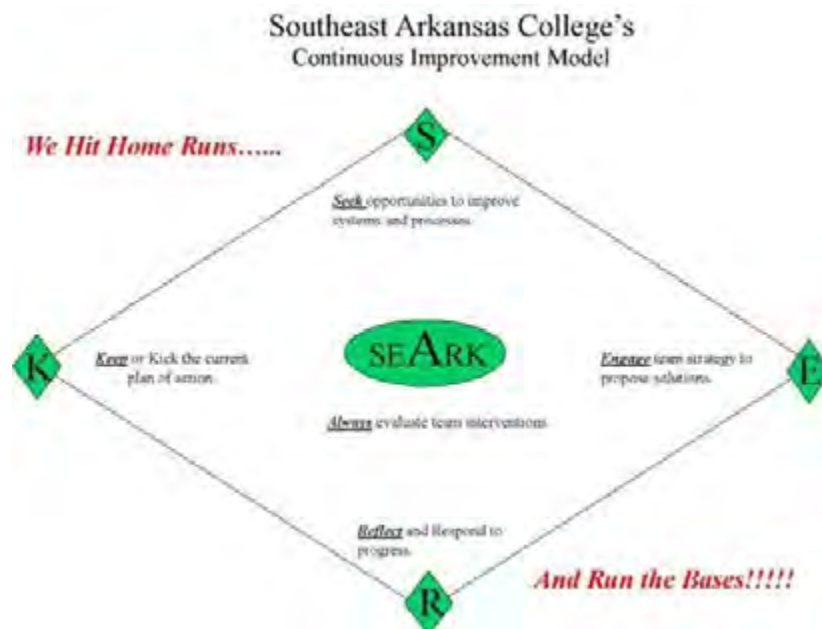 Southeast Arkansas College's
Continuous Improvement Model
S
We Hit Home Runs......
Seek opportunities to improve
systems and processes.
K
Keep or Kick the current
plan of action.
SEARK
Engage team strategy to
propose solutions.
E
Always evaluate team interventions.
Reflect and Respond to
progress.
R
And Run the Bases!!!!!